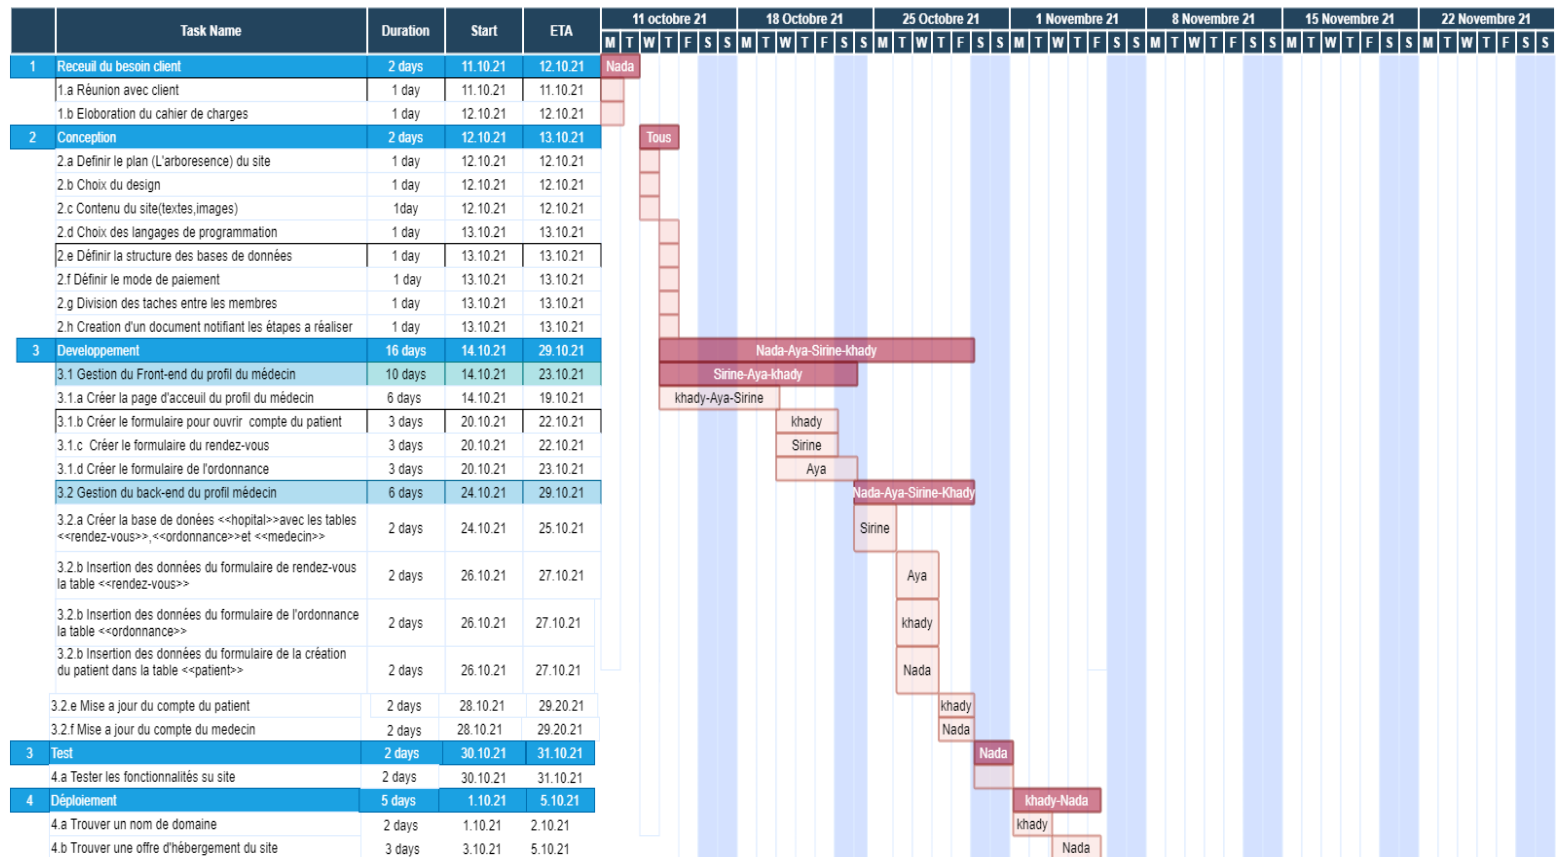 Task Name Duration Start ETA 11 octobre 21 18 Octobre 21 25 Octobre 21 1 Novembre 21 8 Novembre 21 15 Novembre 21 22 Novembre 21
M T W T F S S M T W T F S S M T W T F S S M T W T F S S M T W T F S S M T W T F S S M T W T F S S
1 Receuil du besoin client 2 days 11.10.21 12.10.21 Nada
1.a Réunion avec client 1 day 11.10.21 11.10.21
1.b Eloboration du cahier de charges 1 day 12.10.21 12.10.21
2 Conception 2 days 12.10.21 13.10.21 Tous
2.a Definir le plan (L'arboresence) du site 1 day 12.10.21 12.10.21
2.b Choix du design 1 day 12.10.21 12.10.21
2.c Contenu du site(textes,images) 1day 12.10.21 12.10.21
2.d Choix des langages de programmation 1 day 13.10.21 13.10.21
2.e Définir la structure des bases de données 1 day 13.10.21 13.10.21
2.f Définir le mode de paiement 1 day 13.10.21 13.10.21
2.g Division des taches entre les membres 1 day 13.10.21 13.10.21
2.h Creation d'un document notifiant les étapes a réaliser 1 day 13.10.21 13.10.21
3 Developpement 16 days 14.10.21 29.10.21 Nada-Aya-Sirine-khady
3.1 Gestion du Front-end du profil du médecin 10 days 14.10.21 23.10.21 Sirine-Aya-khady
3.1.a Créer la page d'acceuil du profil du médecin 6 days 14.10.21 19.10.21 khady-Aya-Sirine
3.1.b Créer le formulaire pour ouvrir compte du patient 3 days 20.10.21 22.10.21 khady
3.1.c Créer le formulaire du rendez-vous 3 days 20.10.21 22.10.21 Sirine
3.1.d Créer le formulaire de l'ordonnance 3 days 20.10.21 23.10.21 Aya
3.2 Gestion du back-end du profil médecin 6 days 24.10.21 29.10.21 Nada-Aya-Sirine-Khady
3.2.a Créer la base de donées <<hopital>>avec les tables
<<rendez-vous>>,<<ordonnance>>et <<medecin>> 2 days 24.10.21 25.10.21 Sirine
3.2.b Insertion des données du formulaire de rendez-vous
la table <<rendez-vous>> 2 days 26.10.21 27.10.21 Aya
3.2.b Insertion des données du formulaire de l'ordonnance
la table <<ordonnance>> 2 days 26.10.21 27.10.21 khady
3.2.b Insertion des données du formulaire de la création
du patient dans la table <<patient>> 2 days 26.10.21 27.10.21 Nada
3.2.e Mise a jour du compte du patient 2 days 28.10.21 29.20.21 khady
3.2.f Mise a jour du compte du medecin 2 days 28.10.21 29.20.21 Nada
3 Test 2 days 30.10.21 31.10.21 Nada
4.a Tester les fonctionnalités su site 2 days 30.10.21 31.10.21
4 Déploiement 5 days 1.10.21 5.10.21 khady-Nada
4.a Trouver un nom de domaine 2 days 1.10.21 2.10.21 khady
4.b Trouver une offre d'hébergement du site 3 days 3.10.21 5.10.21 Nada